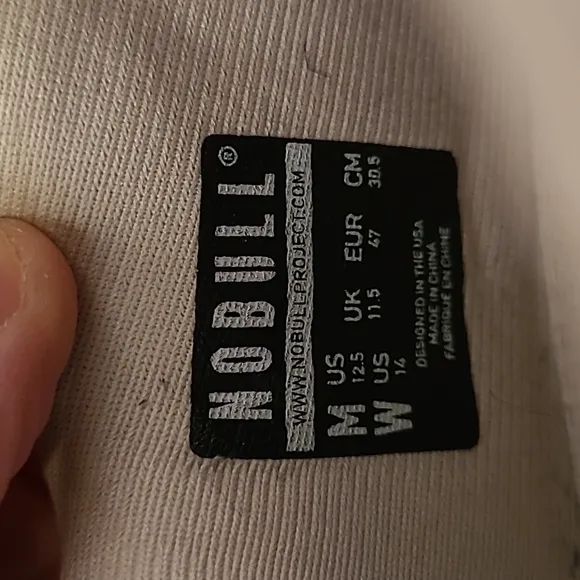 NOBULL®
WWW.NOBULLPROJECT.COM
M US UK EUR CM
12.5 11.5 47 30.5
W US
14
DESIGNED IN THE USA
MADE IN CHINA
FABRIQUE EN CHINE